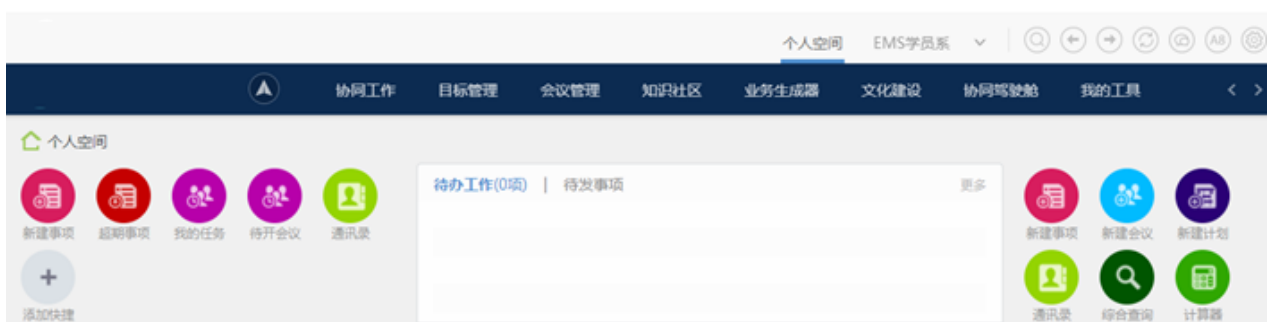 个人空间 EMS学员系 A8
协同工作 目标管理 会议管理 知识社区 业务生成器 文化建设 协同驾驶舱 我的工具
个人空间
待办工作(0项) | 待发事项 更多
新建事项 超期事项 我的任务 待开会议 通讯录
新建事项 新建会议 新建计划
添加快捷
通讯录 综合查询 计算器